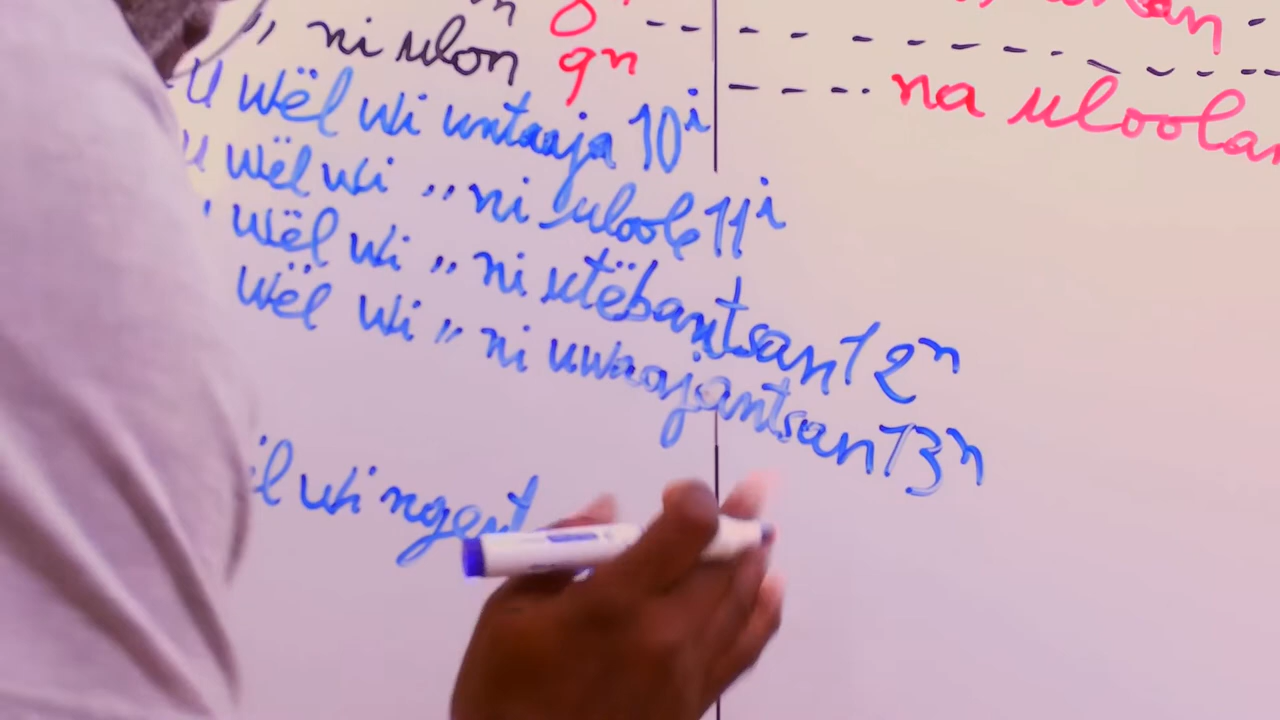 8ⁿ
,, ni ulon 9ⁿ ---- na uloolan
wël wi untaaja 10ⁱ
wël wi ,, ni uloole 11ⁱ
wël wi ,, ni utëbantsan 12ⁿ
wël wi ,, ni uwaajantsan 13ⁿ
wi ngent